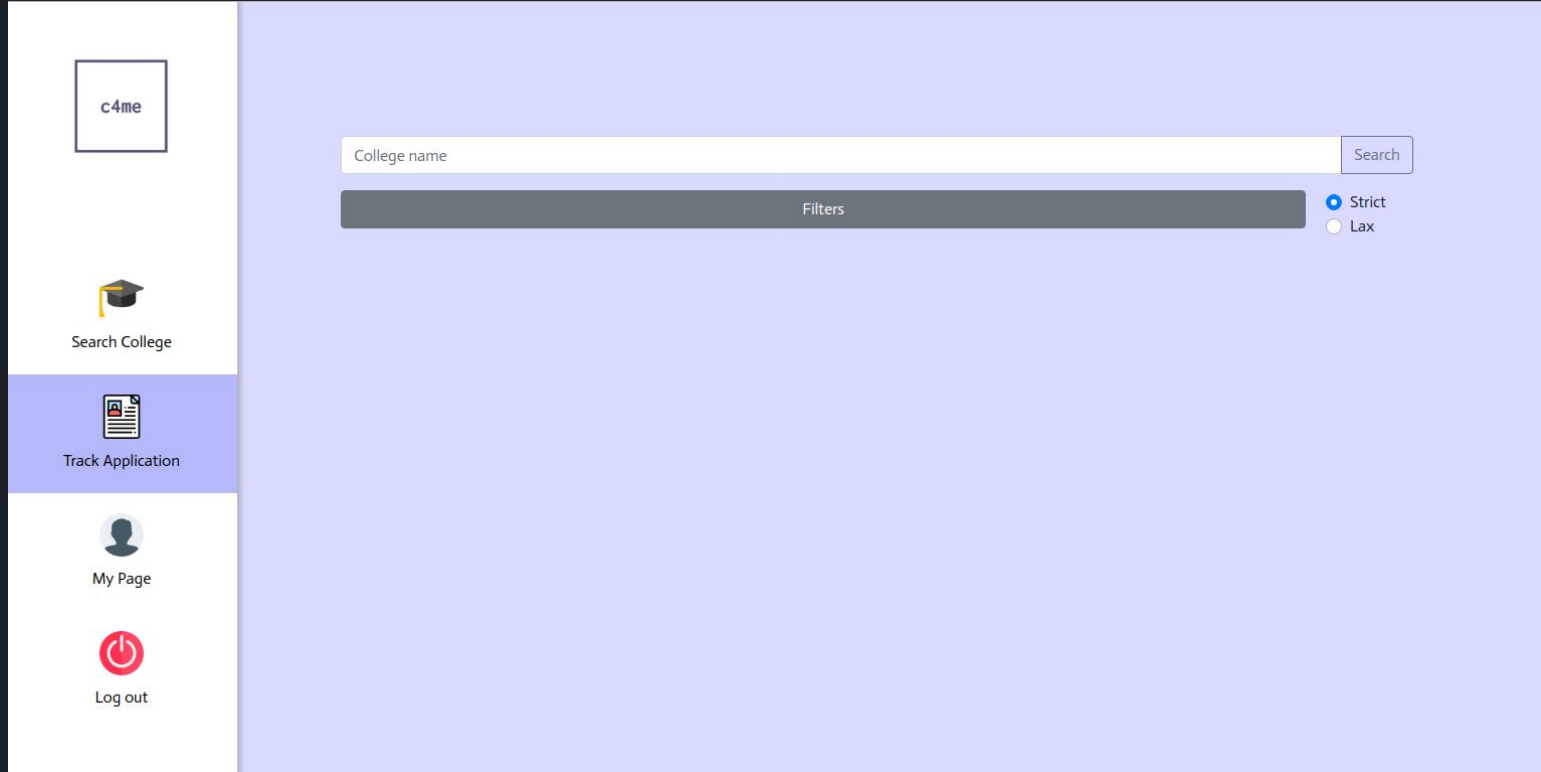 c4me
Search College
Track Application
My Page
Log out
College name
Search
Filters
Strict
Lax